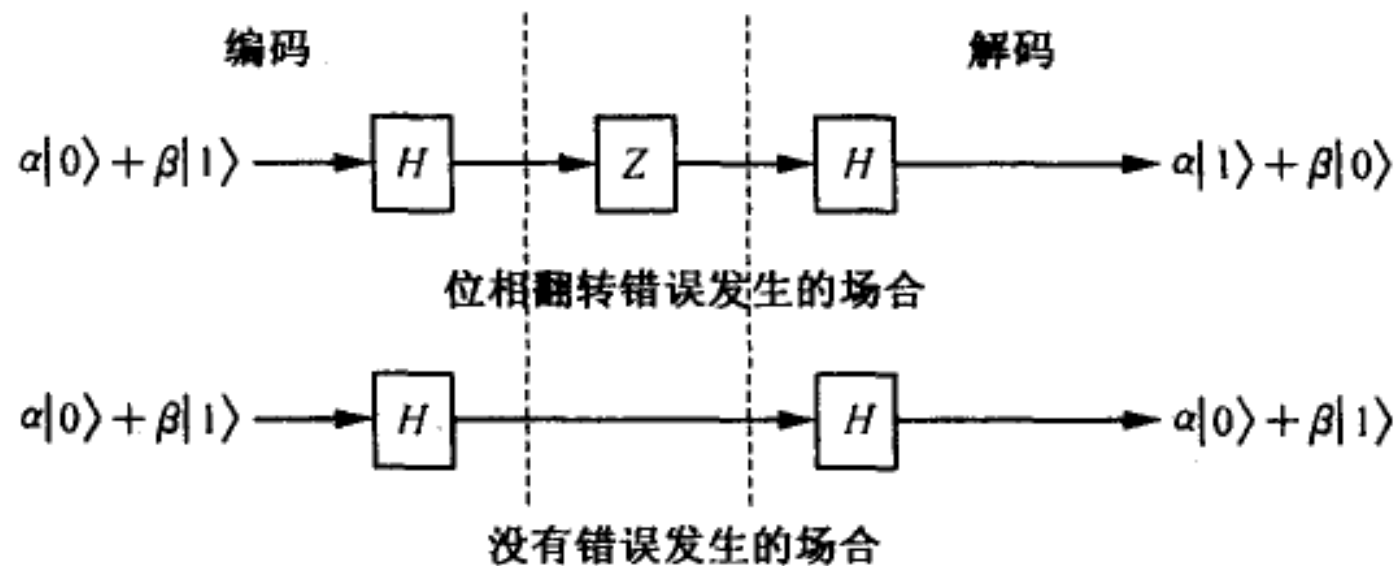 编码 解码
α|0⟩ + β|1⟩ H Z H α|1⟩ + β|0⟩
位相翻转错误发生的场合
α|0⟩ + β|1⟩ H H α|0⟩ + β|1⟩
没有错误发生的场合